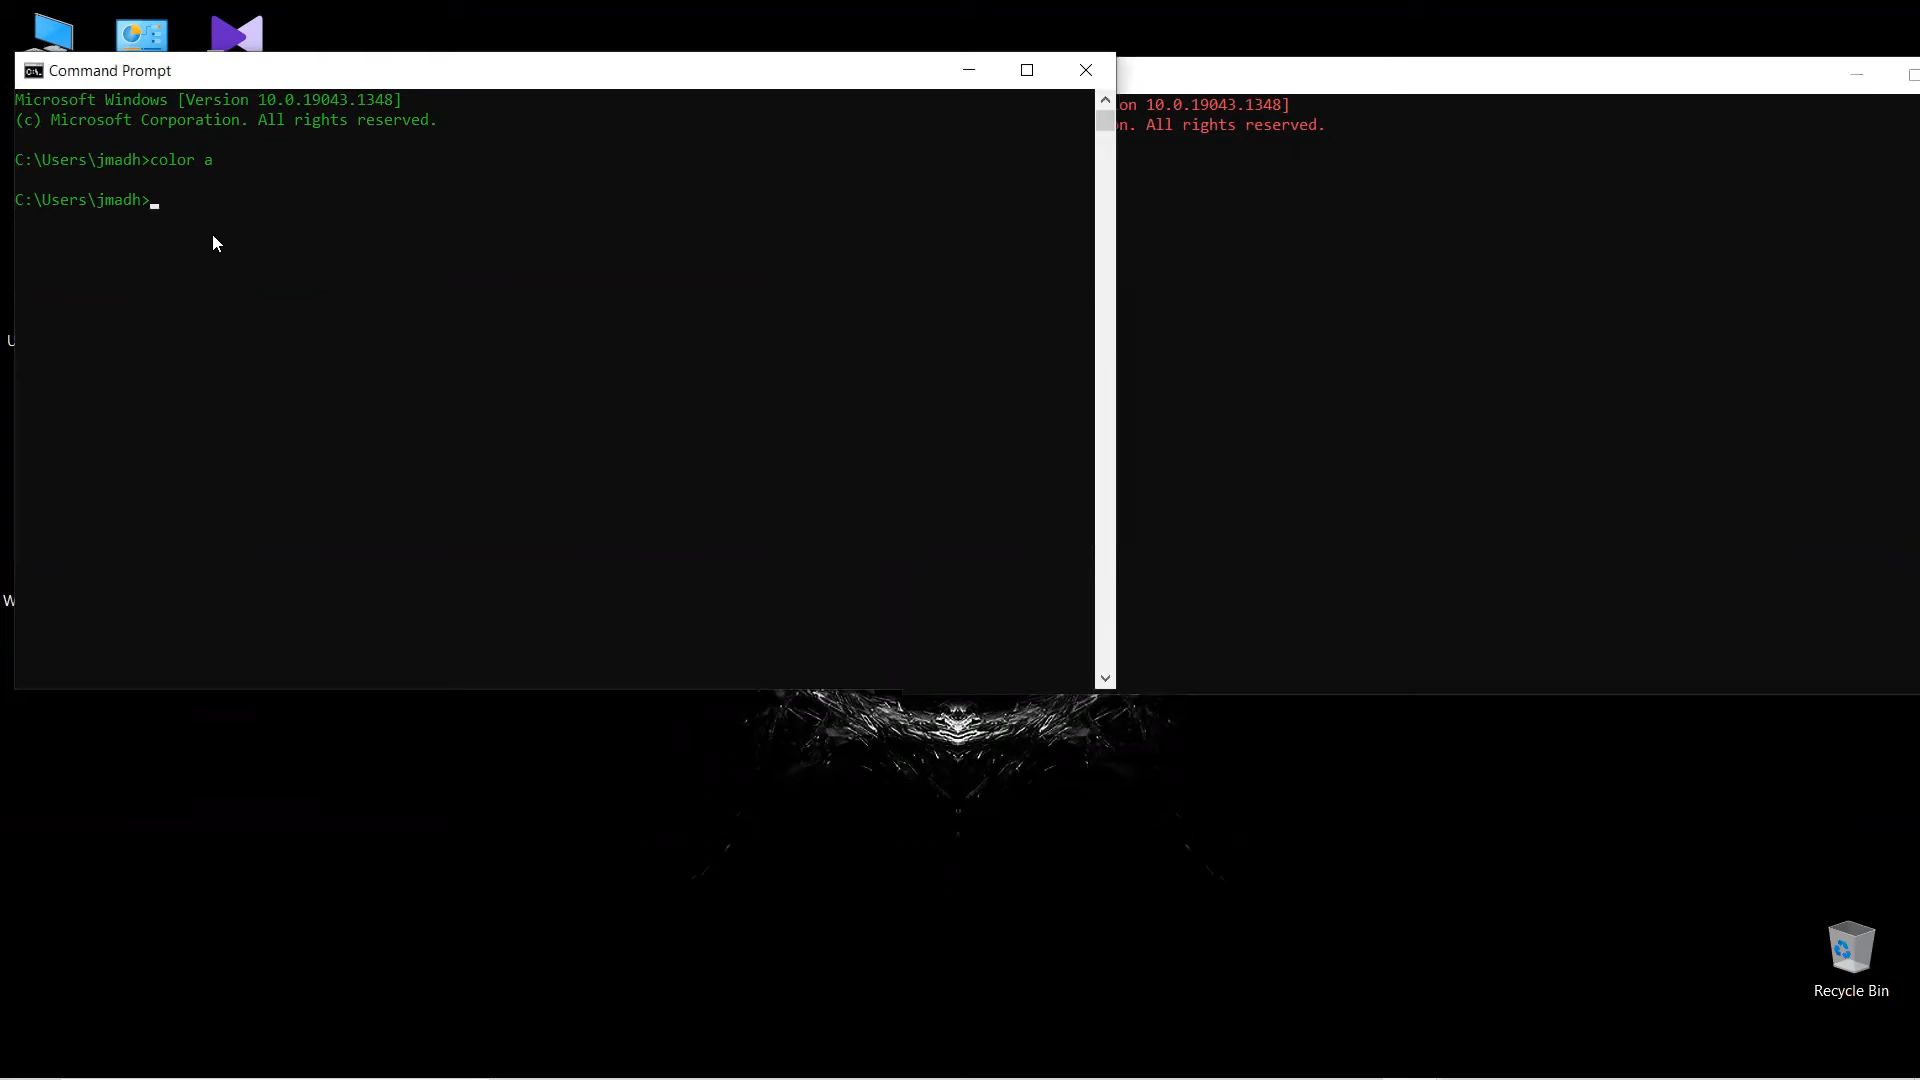 Command Prompt
Microsoft Windows [Version 10.0.19043.1348]
(c) Microsoft Corporation. All rights reserved.
C:\Users\jmadh>color a
C:\Users\jmadh>
on 10.0.19043.1348]
n. All rights reserved.
U
W
Recycle Bin